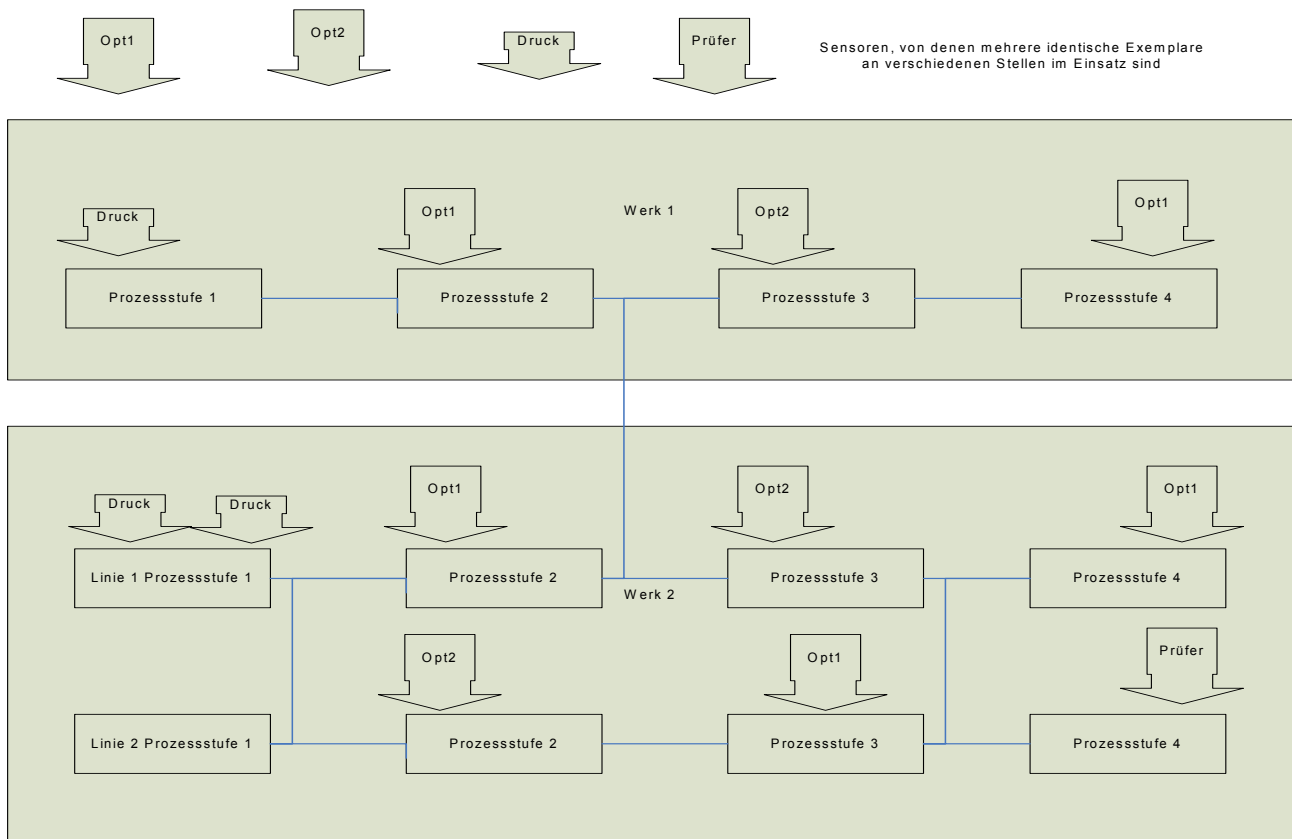 Opt1
Opt2
Druck
Prüfer
Sensoren, von denen mehrere identische Exemplare
an verschiedenen Stellen im Einsatz sind
Druck
Opt1
Werk 1
Opt2
Opt1
Prozessstufe 1
Prozessstufe 2
Prozessstufe 3
Prozessstufe 4
Druck
Druck
Opt1
Opt2
Opt1
Linie 1 Prozessstufe 1
Prozessstufe 2
Prozessstufe 3
Prozessstufe 4
Werk 2
Opt2
Opt1
Prüfer
Linie 2 Prozessstufe 1
Prozessstufe 2
Prozessstufe 3
Prozessstufe 4